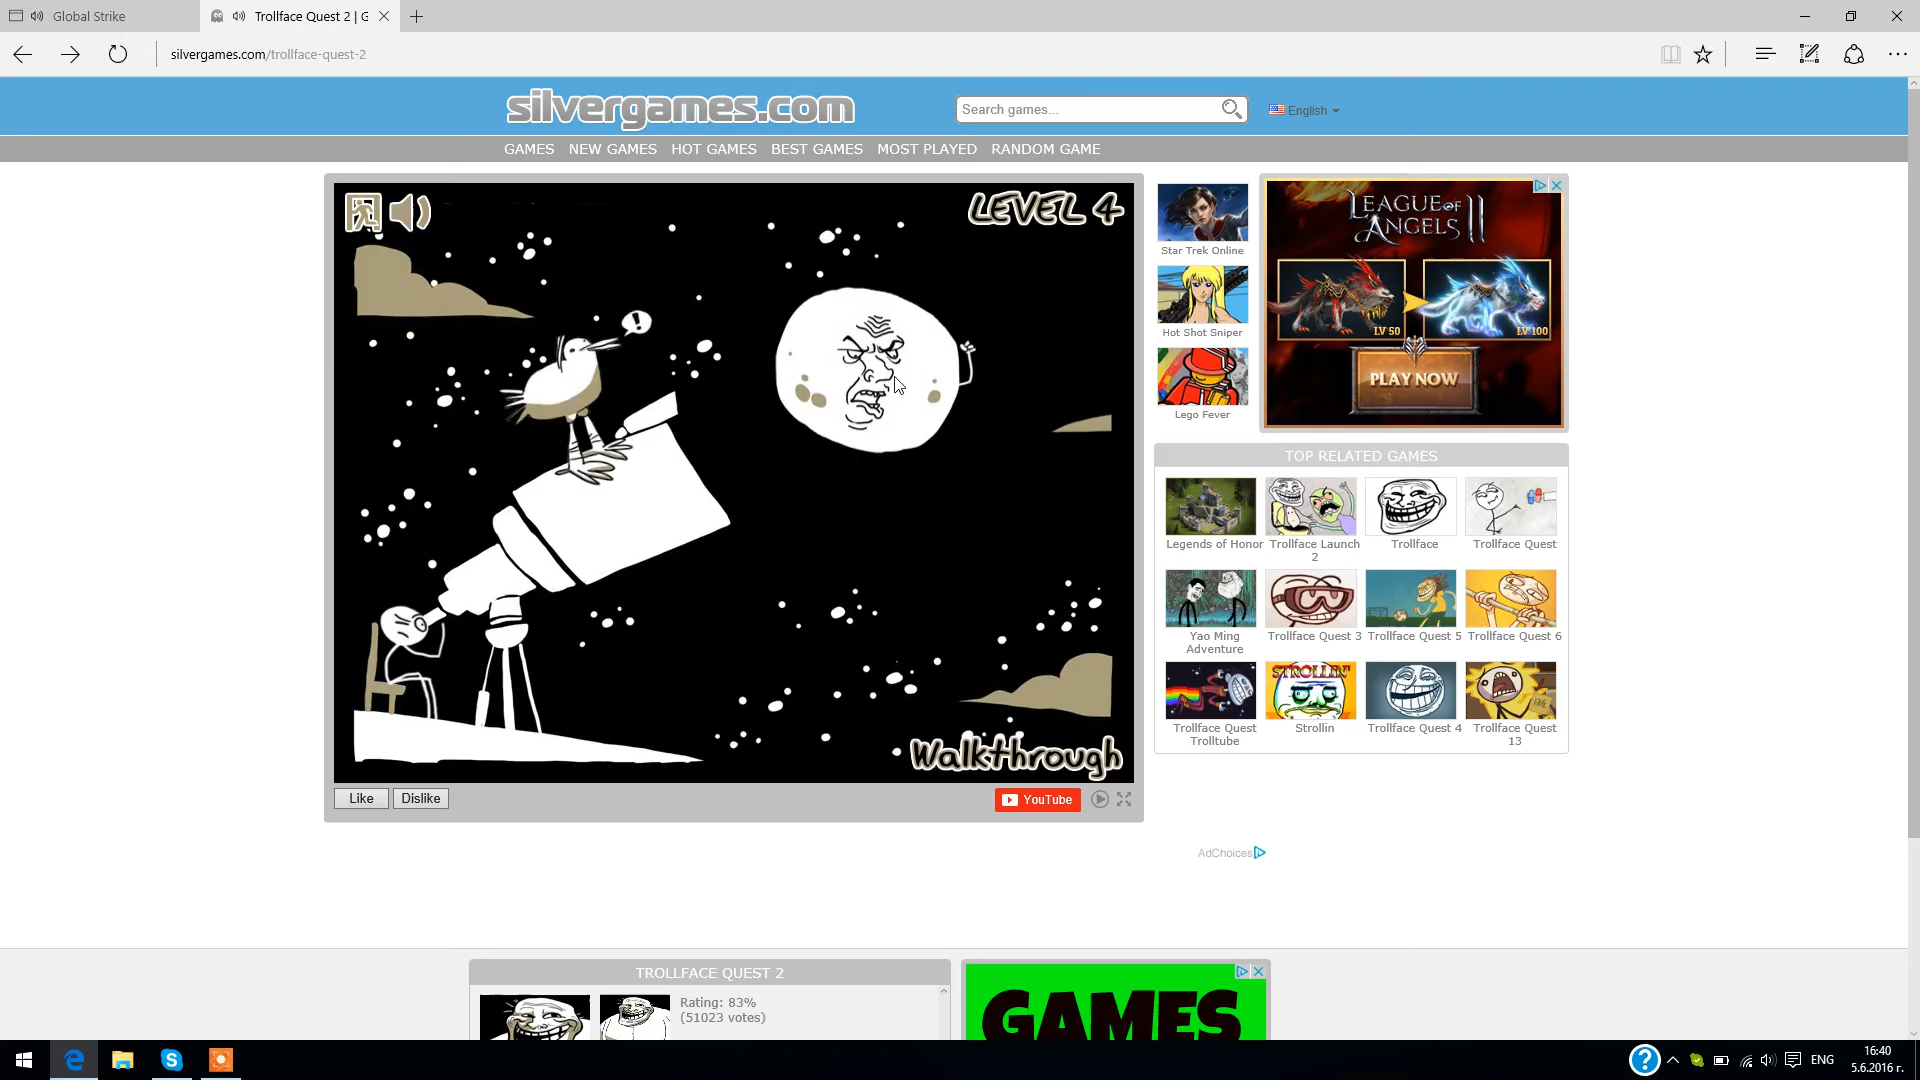 Global Strike
Trollface Quest 2 | G
silvergames.com/trollface-quest-2
silvergames.com
Search games...
English
GAMES NEW GAMES HOT GAMES BEST GAMES MOST PLAYED RANDOM GAME
LEVEL 4
!
Walkthrough
Like
Dislike
YouTube
Star Trek Online
Hot Shot Sniper
Lego Fever
LEAGUE OF
ANGELS II
LV 50
LV 100
PLAY NOW
TOP RELATED GAMES
Legends of Honor
Trollface Launch
2
Trollface
Trollface Quest
Yao Ming
Adventure
Trollface Quest 3
Trollface Quest 5
Trollface Quest 6
STROLLIN'
Trollface Quest
Trolltube
Strollin
Trollface Quest 4
Trollface Quest
13
AdChoices
TROLLFACE QUEST 2
Rating: 83%
(51023 votes)
GAMES
ENG
16:40
5.6.2016 г.